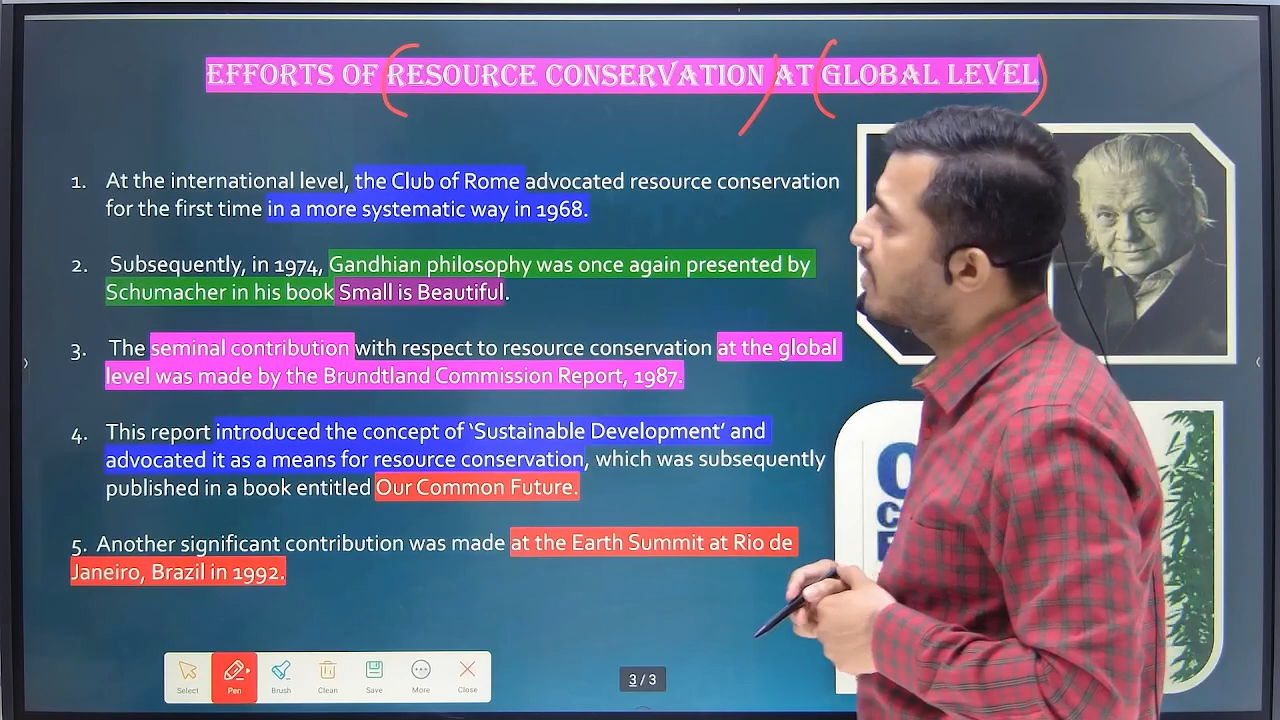 EFFORTS OF RESOURCE CONSERVATION AT GLOBAL LEVEL
1. At the international level, the Club of Rome advocated resource conservation
for the first time in a more systematic way in 1968.
2. Subsequently, in 1974, Gandhian philosophy was once again presented by
Schumacher in his book Small is Beautiful.
3. The seminal contribution with respect to resource conservation at the global
level was made by the Brundtland Commission Report, 1987.
4. This report introduced the concept of ‘Sustainable Development’ and
advocated it as a means for resource conservation, which was subsequently
published in a book entitled Our Common Future.
5. Another significant contribution was made at the Earth Summit at Rio de
Janeiro, Brazil in 1992.
Select Pen Brush Clean Save More Close
3 / 3